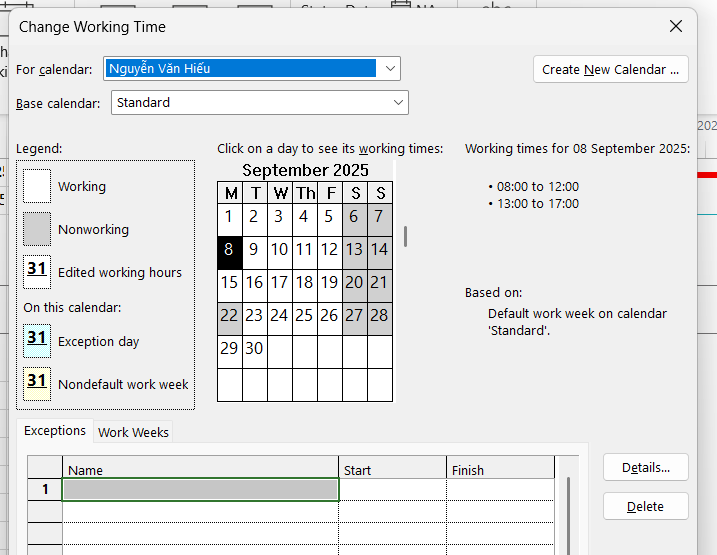 Change Working Time
For calendar: Nguyễn Văn Hiếu
Create New Calendar ...
Base calendar: Standard
Legend:
Click on a day to see its working times:
Working times for 08 September 2025:
Working
Nonworking
31 Edited working hours
On this calendar:
31 Exception day
31 Nondefault work week
September 2025
M T W Th F S S
1 2 3 4 5 6 7
8 9 10 11 12 13 14
15 16 17 18 19 20 21
22 23 24 25 26 27 28
29 30
• 08:00 to 12:00
• 13:00 to 17:00
Based on:
Default work week on calendar
'Standard'.
Exceptions Work Weeks
Name Start Finish
1
Details...
Delete